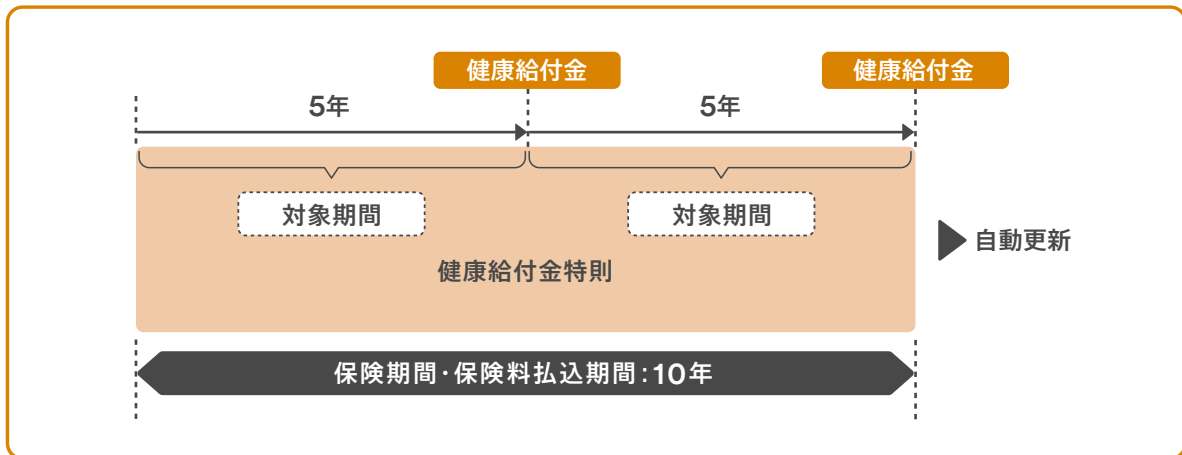 健康給付金
健康給付金
5年
5年
対象期間
対象期間
自動更新
健康給付金特則
保険期間・保険料払込期間：10年